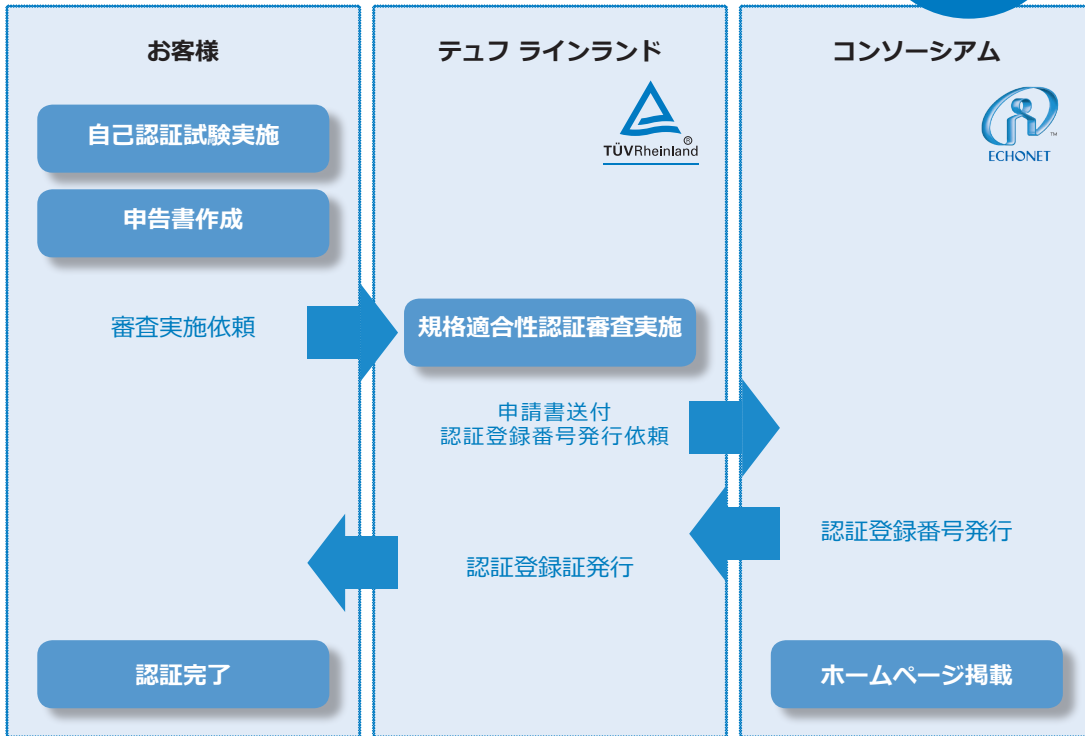 お客様
テュフ ラインランド
コンソーシアム
自己認証試験実施
TÜVRheinland®
ECHONET™
申告書作成
審査実施依頼
規格適合性認証審査実施
申請書送付
認証登録番号発行依頼
認証登録番号発行
認証登録証発行
認証完了
ホームページ掲載